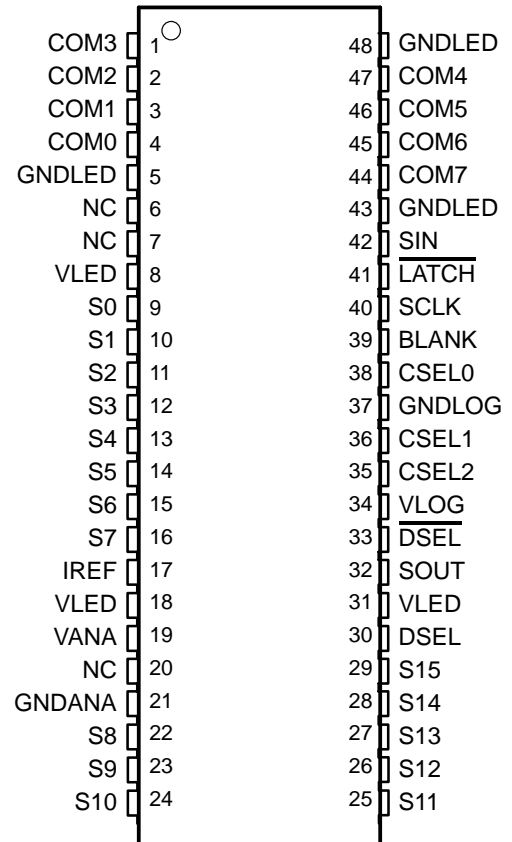 COM3 1 48 GNDLED
COM2 2 47 COM4
COM1 3 46 COM5
COM0 4 45 COM6
GNDLED 5 44 COM7
NC 6 43 GNDLED
NC 7 42 SIN
VLED 8 41 L̅A̅T̅C̅H̅
S0 9 40 SCLK
S1 10 39 BLANK
S2 11 38 CSEL0
S3 12 37 GNDLOG
S4 13 36 CSEL1
S5 14 35 CSEL2
S6 15 34 VLOG
S7 16 33 D̅S̅E̅L̅
IREF 17 32 SOUT
VLED 18 31 VLED
VANA 19 30 DSEL
NC 20 29 S15
GNDANA 21 28 S14
S8 22 27 S13
S9 23 26 S12
S10 24 25 S11